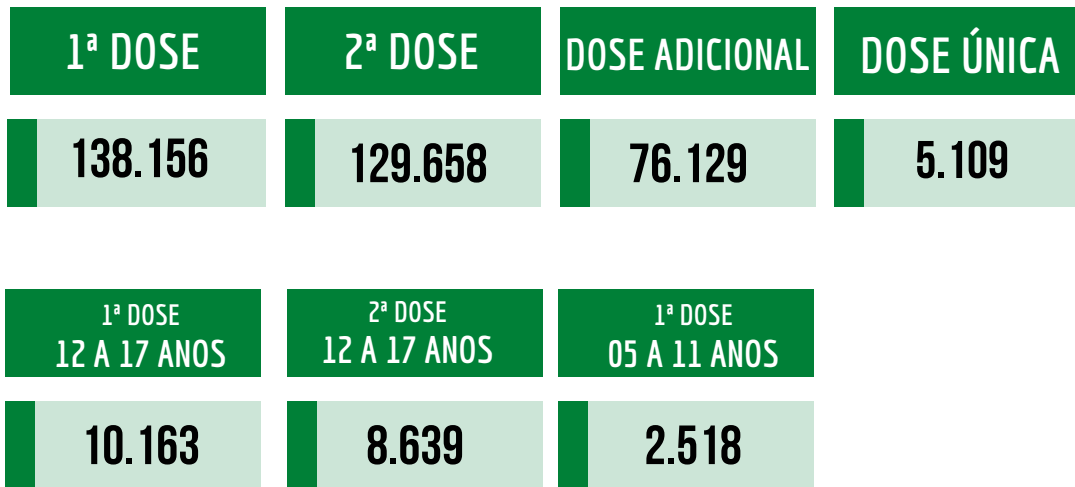 1ª DOSE
2ª DOSE
DOSE ADICIONAL
DOSE ÚNICA
138.156
129.658
76.129
5.109
1ª DOSE
12 A 17 ANOS
2ª DOSE
12 A 17 ANOS
1ª DOSE
05 A 11 ANOS
10.163
8.639
2.518